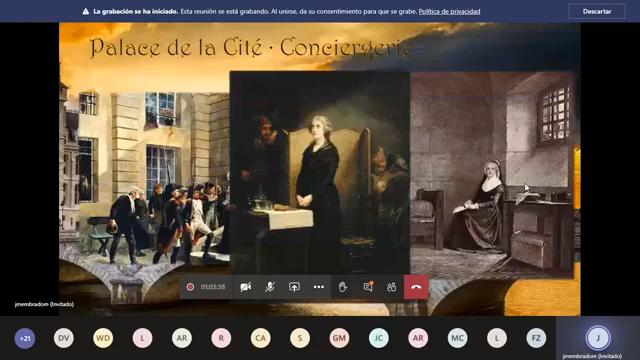 La grabación se ha iniciado. Esta reunión se está grabando. Al unirse, da su consentimiento para que se grabe. Política de privacidad
Descartar
Palace de la Cité · Conciergerie
01:03:38
jmembradom (Invitado)
+21
DV
WD
L
AR
R
CA
S
GM
JC
AR
MC
L
FZ
J
jmembradom (Invitado)